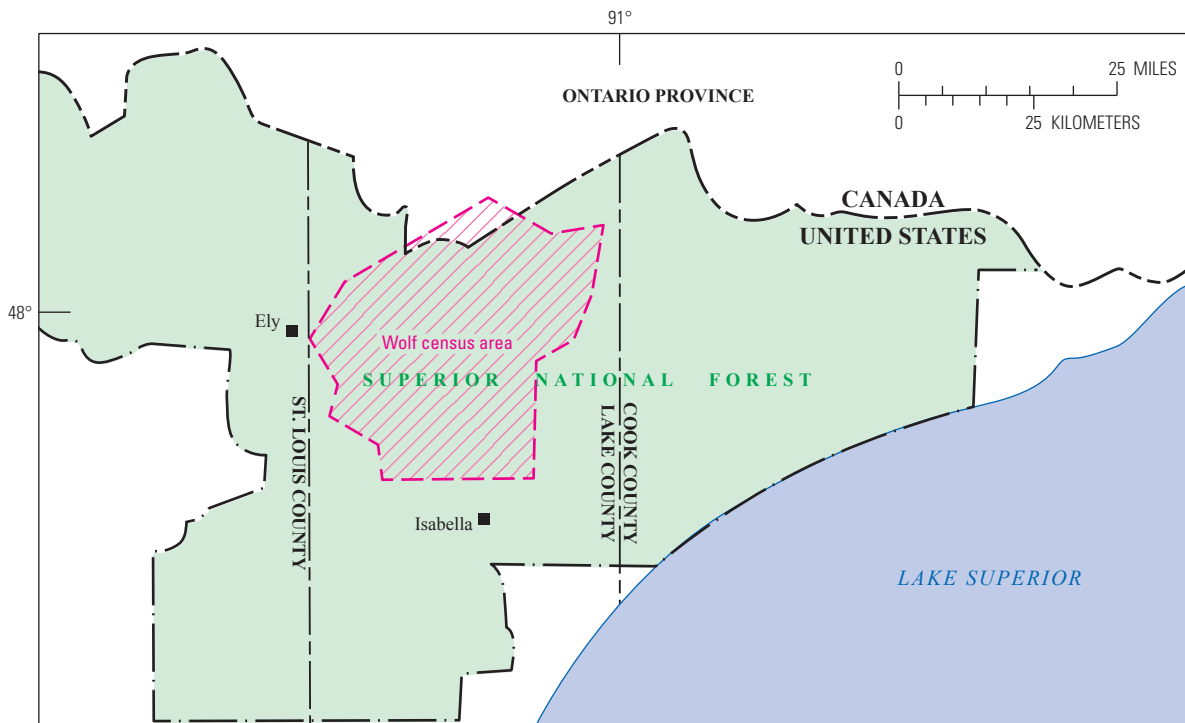 91°
0 25 MILES
0 25 KILOMETERS
ONTARIO PROVINCE
CANADA
UNITED STATES
48°
Ely
Wolf census area
SUPERIOR NATIONAL FOREST
ST. LOUIS COUNTY
COOK COUNTY
LAKE COUNTY
Isabella
LAKE SUPERIOR